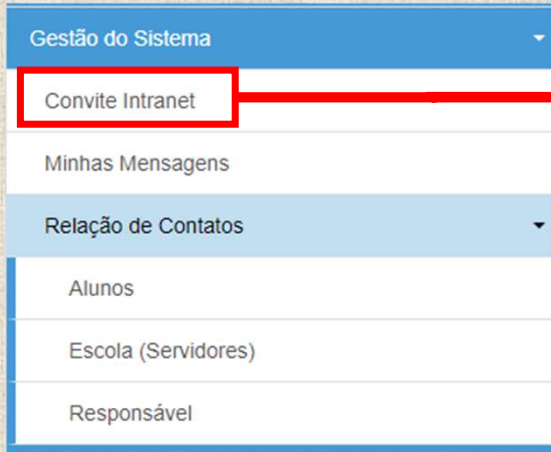 Gestão do Sistema
Convite Intranet
Minhas Mensagens
Relação de Contatos
Alunos
Escola (Servidores)
Responsável